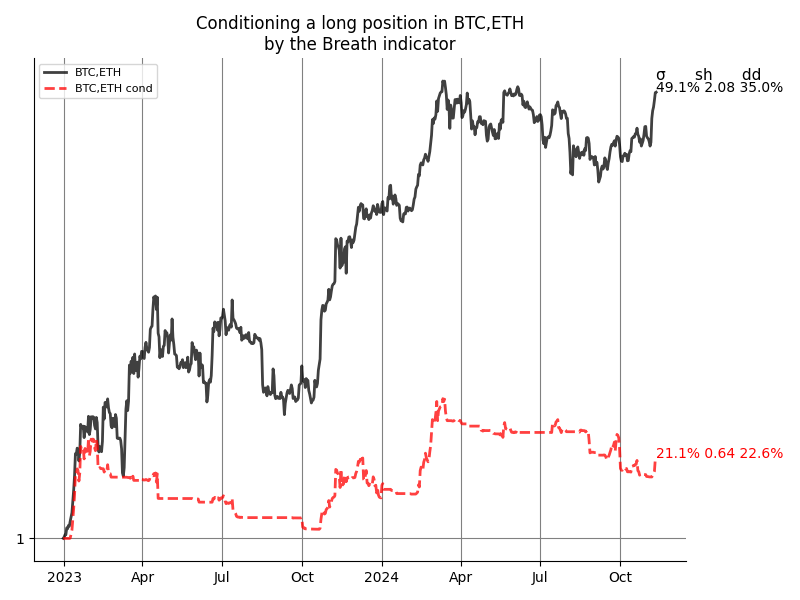 Conditioning a long position in BTC,ETH
by the Breath indicator
BTC,ETH
BTC,ETH cond
σ sh dd
49.1% 2.08 35.0%
21.1% 0.64 22.6%
1
2023 Apr Jul Oct 2024 Apr Jul Oct